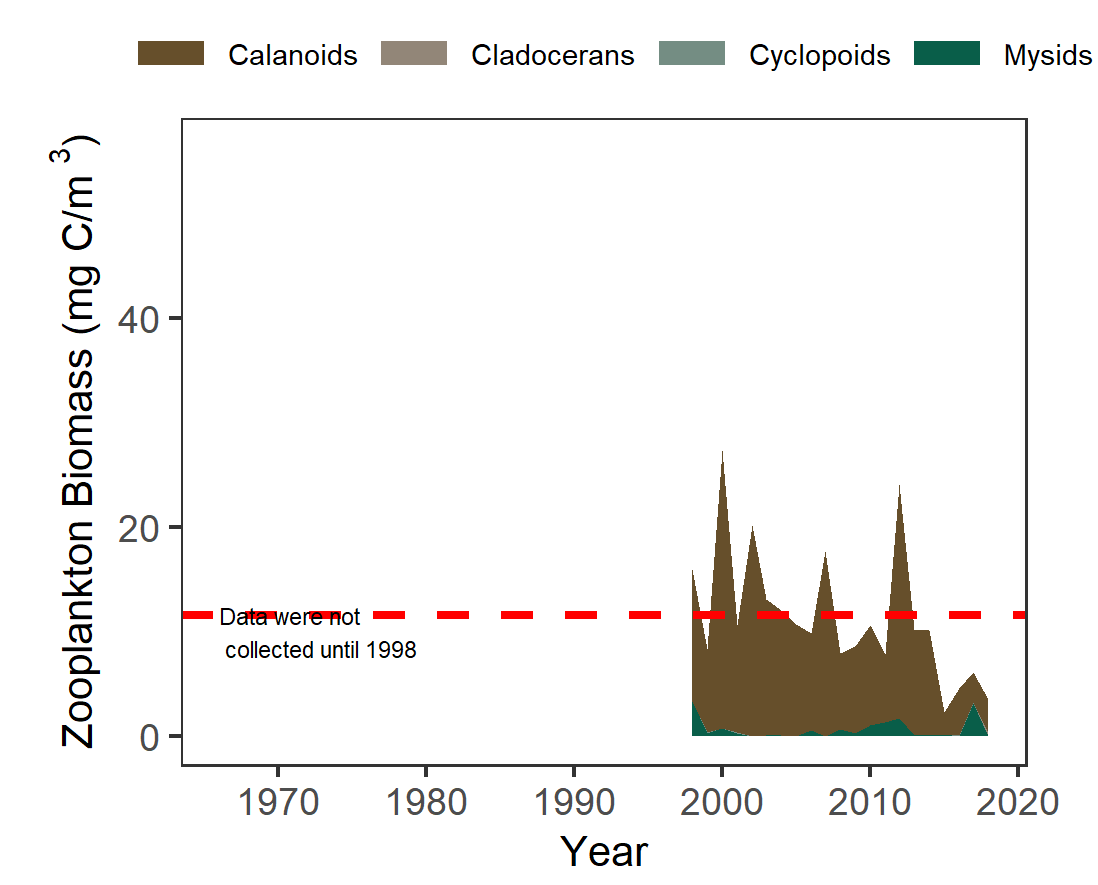 Calanoids Cladocerans Cyclopoids Mysids
Zooplankton Biomass (mg C/m ³)
40
20
0
Data were not
collected until 1998
1970 1980 1990 2000 2010 2020
Year